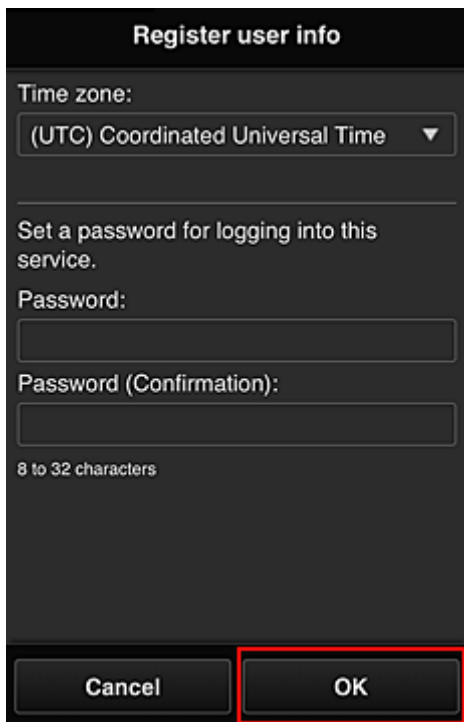 Register user info
Time zone:
(UTC) Coordinated Universal Time
Set a password for logging into this
service.
Password:
Password (Confirmation):
8 to 32 characters
Cancel
OK